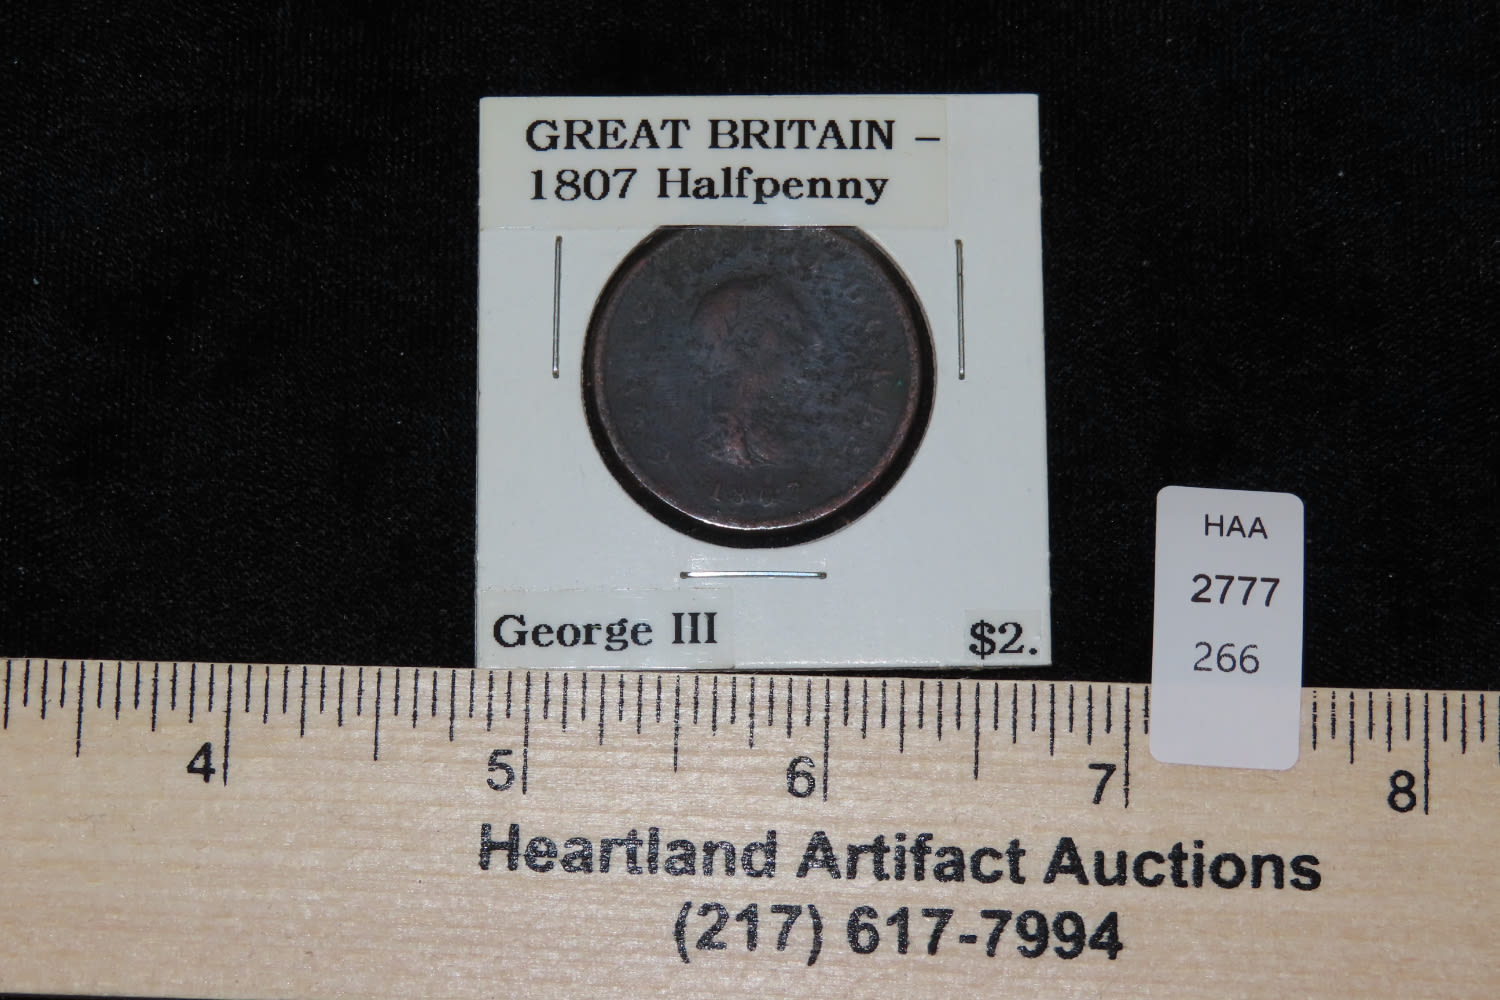 GREAT BRITAIN –
1807 Halfpenny
1807
George III
$2.
HAA
2777
266
4 5 6 7 8
Heartland Artifact Auctions
(217) 617-7994